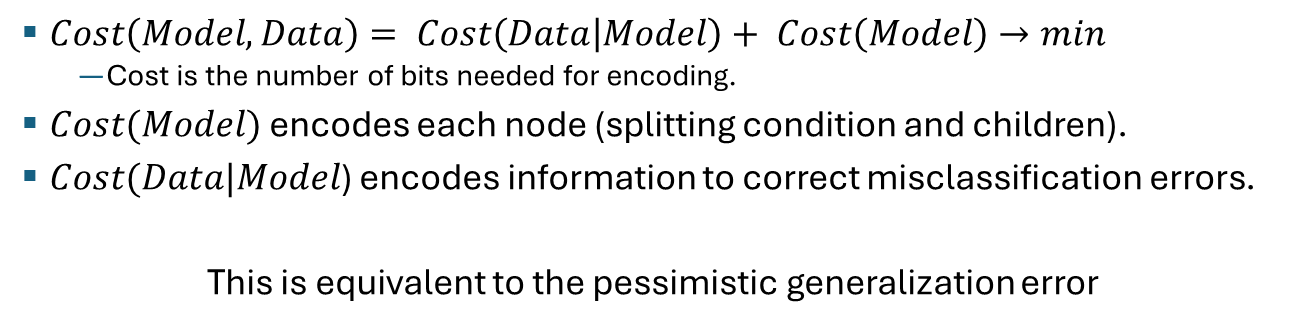 ▪ Cost(Model, Data) = Cost(Data|Model) + Cost(Model) → min
—Cost is the number of bits needed for encoding.
▪ Cost(Model) encodes each node (splitting condition and children).
▪ Cost(Data|Model) encodes information to correct misclassification errors.
This is equivalent to the pessimistic generalization error